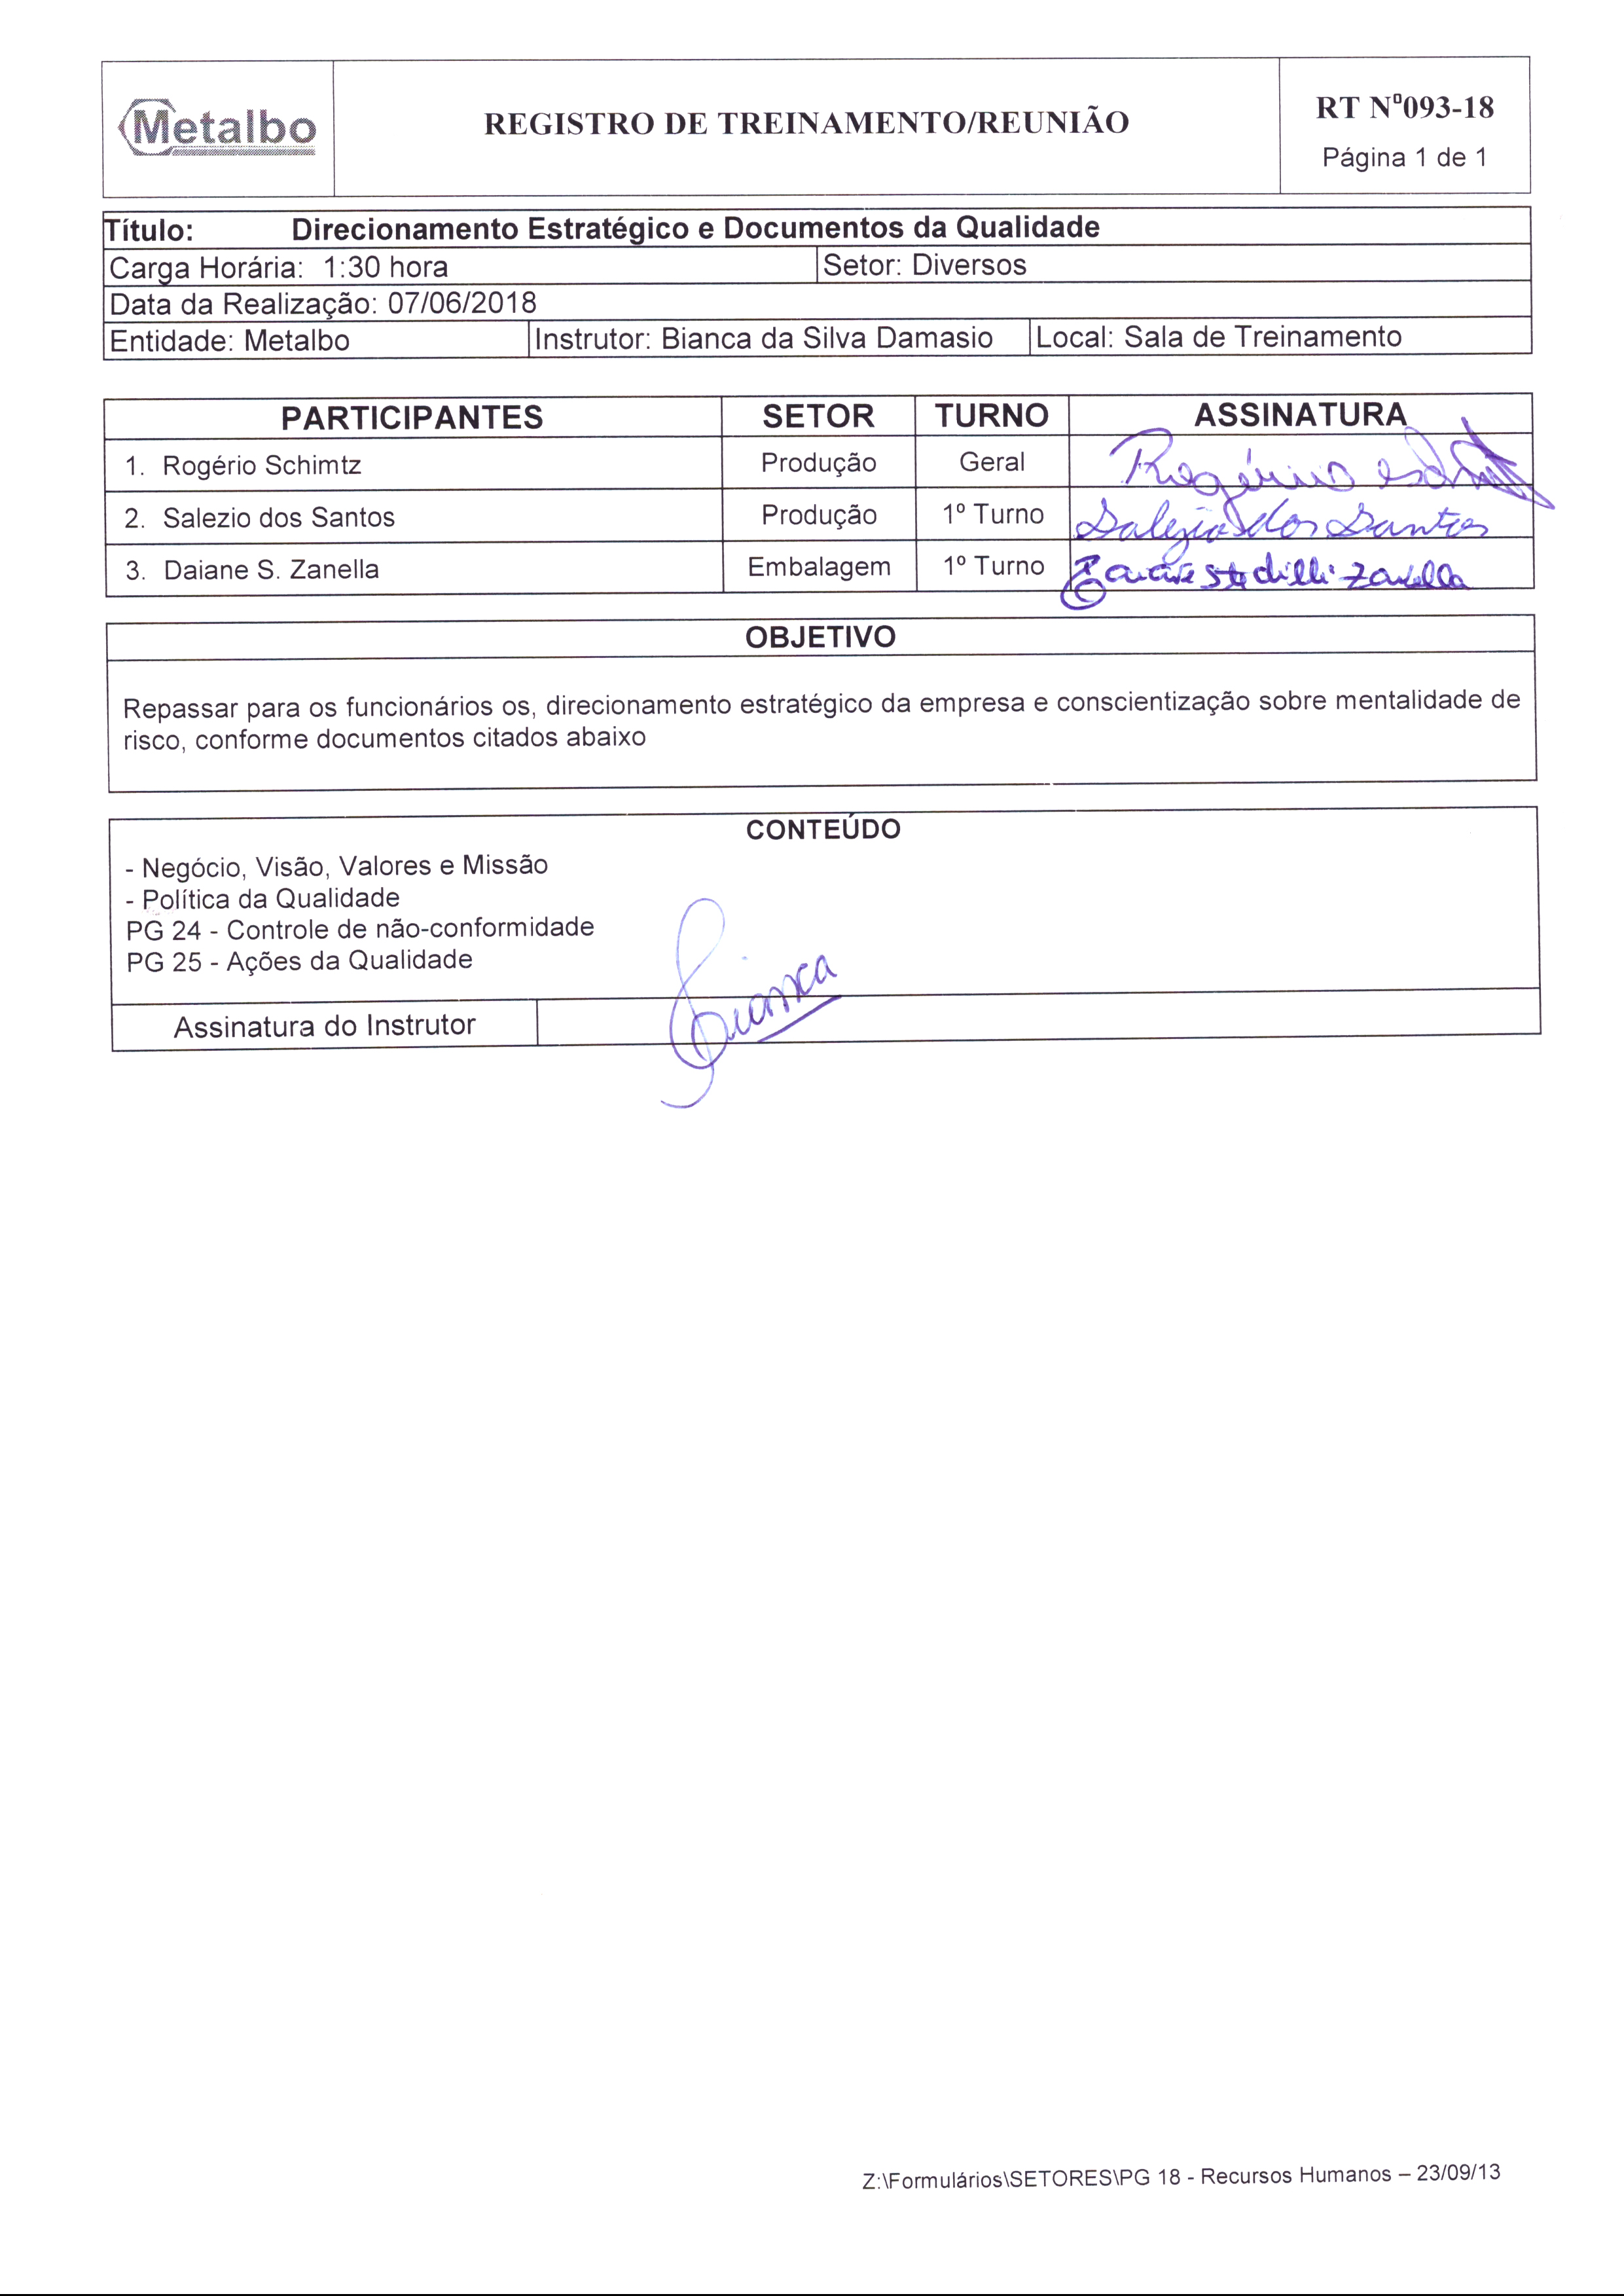 Metalbo
REGISTRO DE TREINAMENTO/REUNIÃO
RT Nº093-18
Página 1 de 1
Título: Direcionamento Estratégico e Documentos da Qualidade
Carga Horária: 1:30 hora Setor: Diversos
Data da Realização: 07/06/2018
Entidade: Metalbo Instrutor: Bianca da Silva Damasio Local: Sala de Treinamento
PARTICIPANTES SETOR TURNO ASSINATURA
1. Rogério Schimtz Produção Geral Rogério
2. Salezio dos Santos Produção 1º Turno Salezio dos Santos
3. Daiane S. Zanella Embalagem 1º Turno Daiane Stedilli Zanella
OBJETIVO
Repassar para os funcionários os, direcionamento estratégico da empresa e conscientização sobre mentalidade de
risco, conforme documentos citados abaixo
CONTEÚDO
- Negócio, Visão, Valores e Missão
- Política da Qualidade
PG 24 - Controle de não-conformidade
PG 25 - Ações da Qualidade
Assinatura do Instrutor Bianca
Z:\Formulários\SETORES\PG 18 - Recursos Humanos – 23/09/13